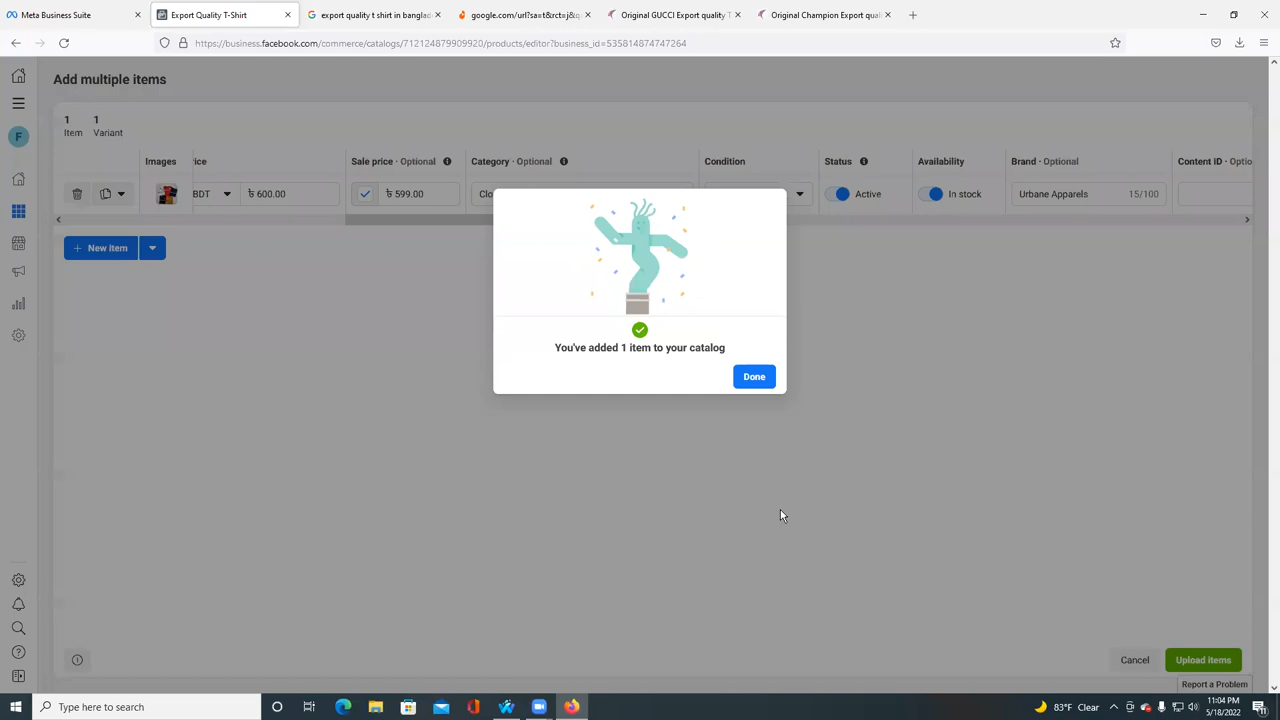 Meta Business Suite
Export Quality T-Shirt
export quality t shirt in banglad
google.com/url?sa=t&rct=j&q
Original GUCCI Export quality T
Original Champion Export qual
https://business.facebook.com/commerce/catalogs/712124879909920/products/editor?business_id=535814874747264
Add multiple items
1 1
Item Variant
Images ice Sale price · Optional Category · Optional Condition Status Availability Brand · Optional Content ID · Optio
BDT ৳ 600.00 ৳ 599.00 Clo Active In stock Urbane Apparels 15/100
F
+ New item
You've added 1 item to your catalog
Done
Cancel Upload items
Report a Problem
Type here to search
83°F Clear
11:04 PM
5/18/2022